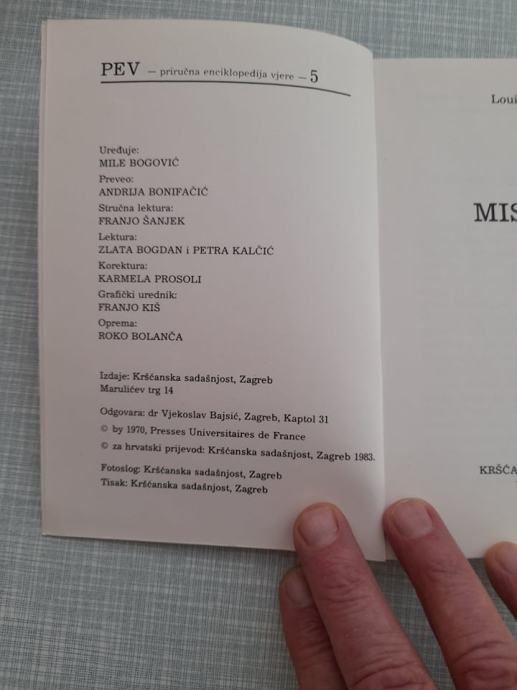 PEV — priručna enciklopedija vjere — 5
Uređuje:
MILE BOGOVIĆ
Preveo:
ANDRIJA BONIFAČIĆ
Stručna lektura:
FRANJO ŠANJEK
Lektura:
ZLATA BOGDAN i PETRA KALČIĆ
Korektura:
KARMELA PROSOLI
Grafički urednik:
FRANJO KIŠ
Oprema:
ROKO BOLANČA
Izdaje: Kršćanska sadašnjost, Zagreb
Marulićev trg 14
Odgovara: dr Vjekoslav Bajsić, Zagreb, Kaptol 31
© by 1970, Presses Universitaires de France
© za hrvatski prijevod: Kršćanska sadašnjost, Zagreb 1983.
Fotoslog: Kršćanska sadašnjost, Zagreb
Tisak: Kršćanska sadašnjost, Zagreb
Loui
MIS
KRŠĆA